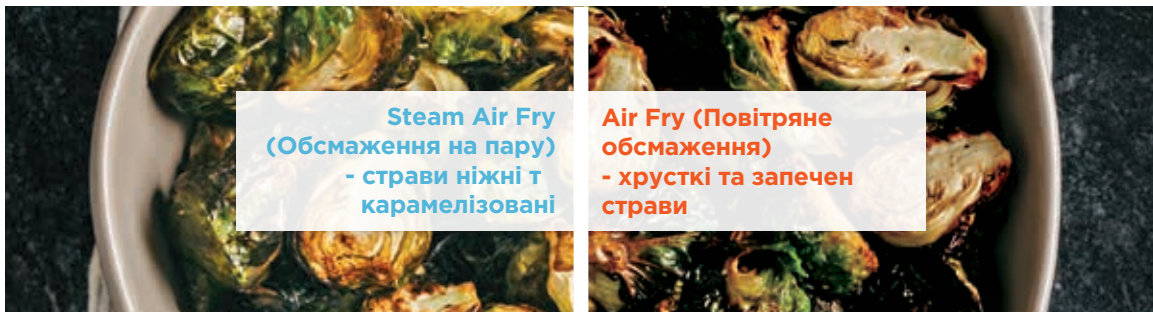 Steam Air Fry
(Обсмаження на пару)
- страви ніжні т
карамелізовані
Air Fry (Повітряне
обсмаження)
- хрусткі та запечен
страви